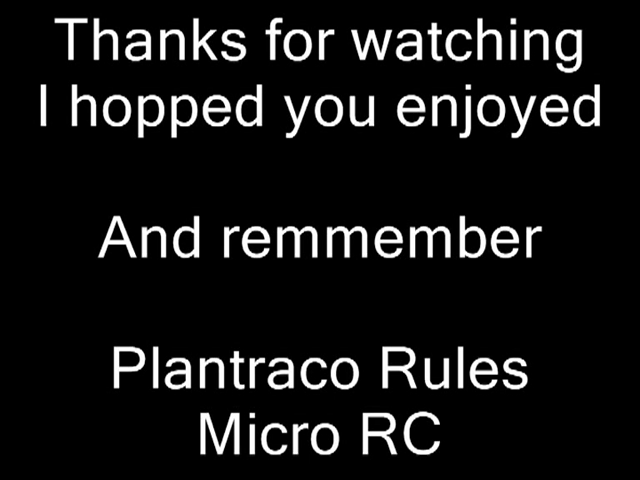 Thanks for watching
I hopped you enjoyed
And remmember
Plantraco Rules
Micro RC